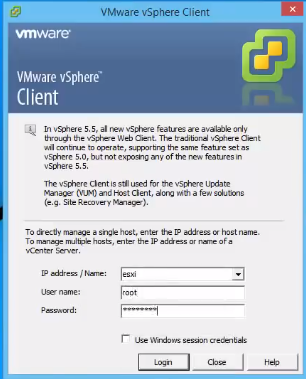 VMware vSphere Client
vmware
VMware vSphere™
Client
In vSphere 5.5, all new vSphere features are available only
through the vSphere Web Client. The traditional vSphere Client
will continue to operate, supporting the same feature set as
vSphere 5.0, but not exposing any of the new features in
vSphere 5.5.
The vSphere Client is still used for the vSphere Update
Manager (VUM) and Host Client, along with a few solutions
(e.g. Site Recovery Manager).
To directly manage a single host, enter the IP address or host name.
To manage multiple hosts, enter the IP address or name of a
vCenter Server.
IP address / Name: esxi
User name: root
Password: ********
Use Windows session credentials
Login Close Help